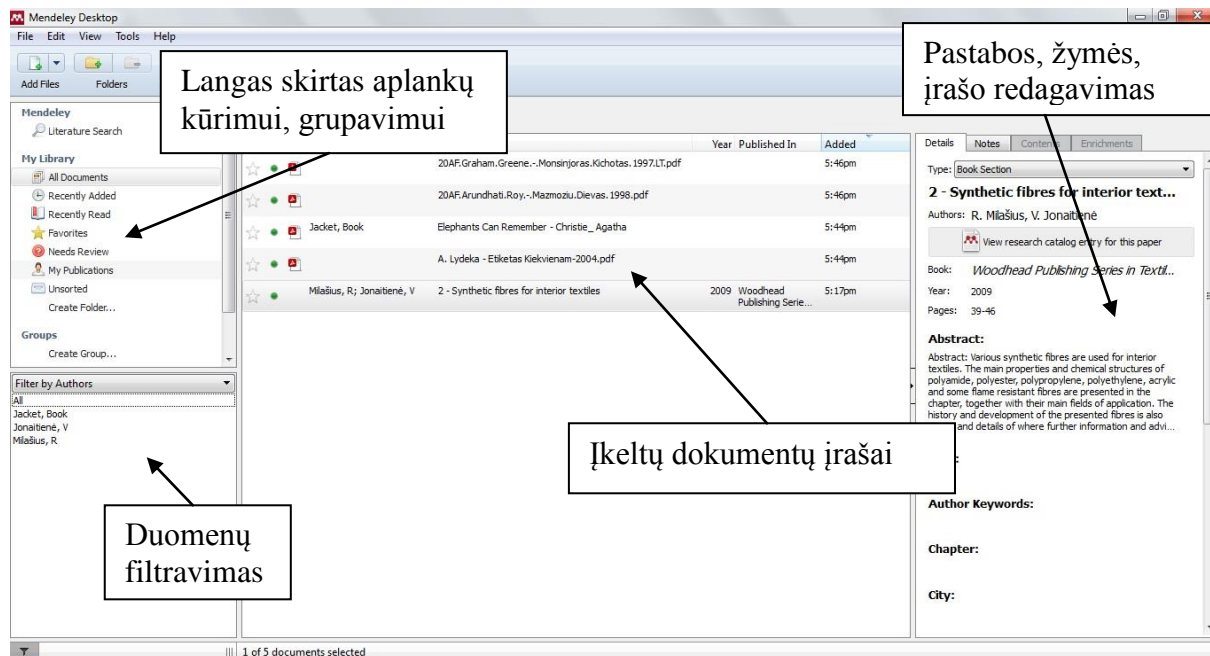 Mendeley Desktop
File Edit View Tools Help
Add Files Folders
Langas skirtas aplankų
kūrimui, grupavimui
Pastabos, žymės,
įrašo redagavimas
Mendeley
Literature Search
My Library
All Documents
Recently Added
Recently Read
Favorites
Needs Review
My Publications
Unsorted
Create Folder...
Groups
Create Group...
Filter by Authors
All
Jacket, Book
Jonaitienė, V
Milašius, R
Duomenų
filtravimas
Year Published In Added
20AF.Graham.Greene.-.Monsinjoras.Kichotas.1997.LT.pdf 5:46pm
20AF.Arundhati.Roy.-.Mazmoziu.Dievas.1998.pdf 5:46pm
Jacket, Book Elephants Can Remember - Christie_ Agatha 5:44pm
A. Lydeka - Etiketas Kiekvienam-2004.pdf 5:44pm
Milašius, R; Jonaitienė, V 2 - Synthetic fibres for interior textiles 2009 Woodhead 5:17pm
Publishing Serie...
Įkeltų dokumentų įrašai
Details Notes Contents Enrichments
Type: Book Section
2 - Synthetic fibres for interior text...
Authors: R. Milašius, V. Jonaitienė
View research catalog entry for this paper
Book: Woodhead Publishing Series in Textil...
Year: 2009
Pages: 39-46
Abstract:
Abstract: Various synthetic fibres are used for interior
textiles. The main properties and chemical structures of
polyamide, polyester, polypropylene, polyethylene, acrylic
and some flame resistant fibres are presented in the
chapter, together with their main fields of application. The
history and development of the presented fibres is also
and details of where further information and advi...
Author Keywords:
Chapter:
City:
1 of 5 documents selected